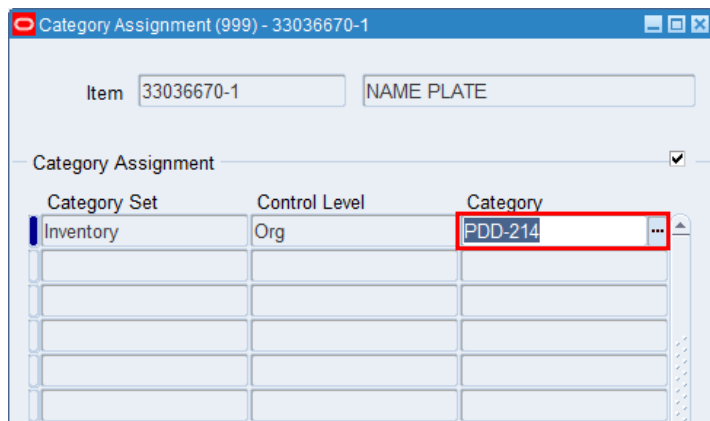 Category Assignment (999) - 33036670-1
Item 33036670-1 NAME PLATE
Category Assignment
Category Set Control Level Category
Inventory Org PDD-214 ...